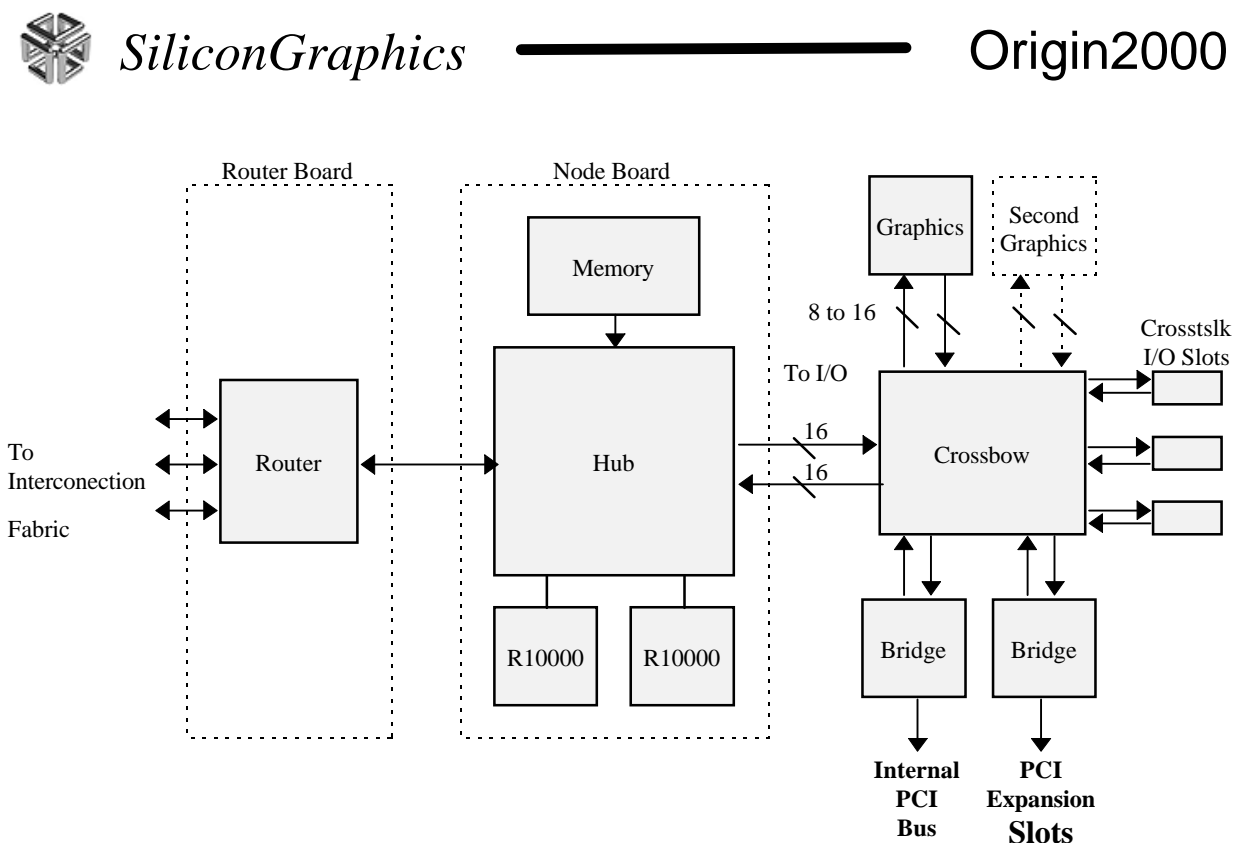 SiliconGraphics
Origin2000
Router Board
Node Board
Graphics
Second
Graphics
Memory
8 to 16
Crosstslk
I/O Slots
To I/O
To
Interconection
Fabric
Router
Hub
16
16
Crossbow
R10000
R10000
Bridge
Bridge
Internal
PCI
Bus
PCI
Expansion
Slots